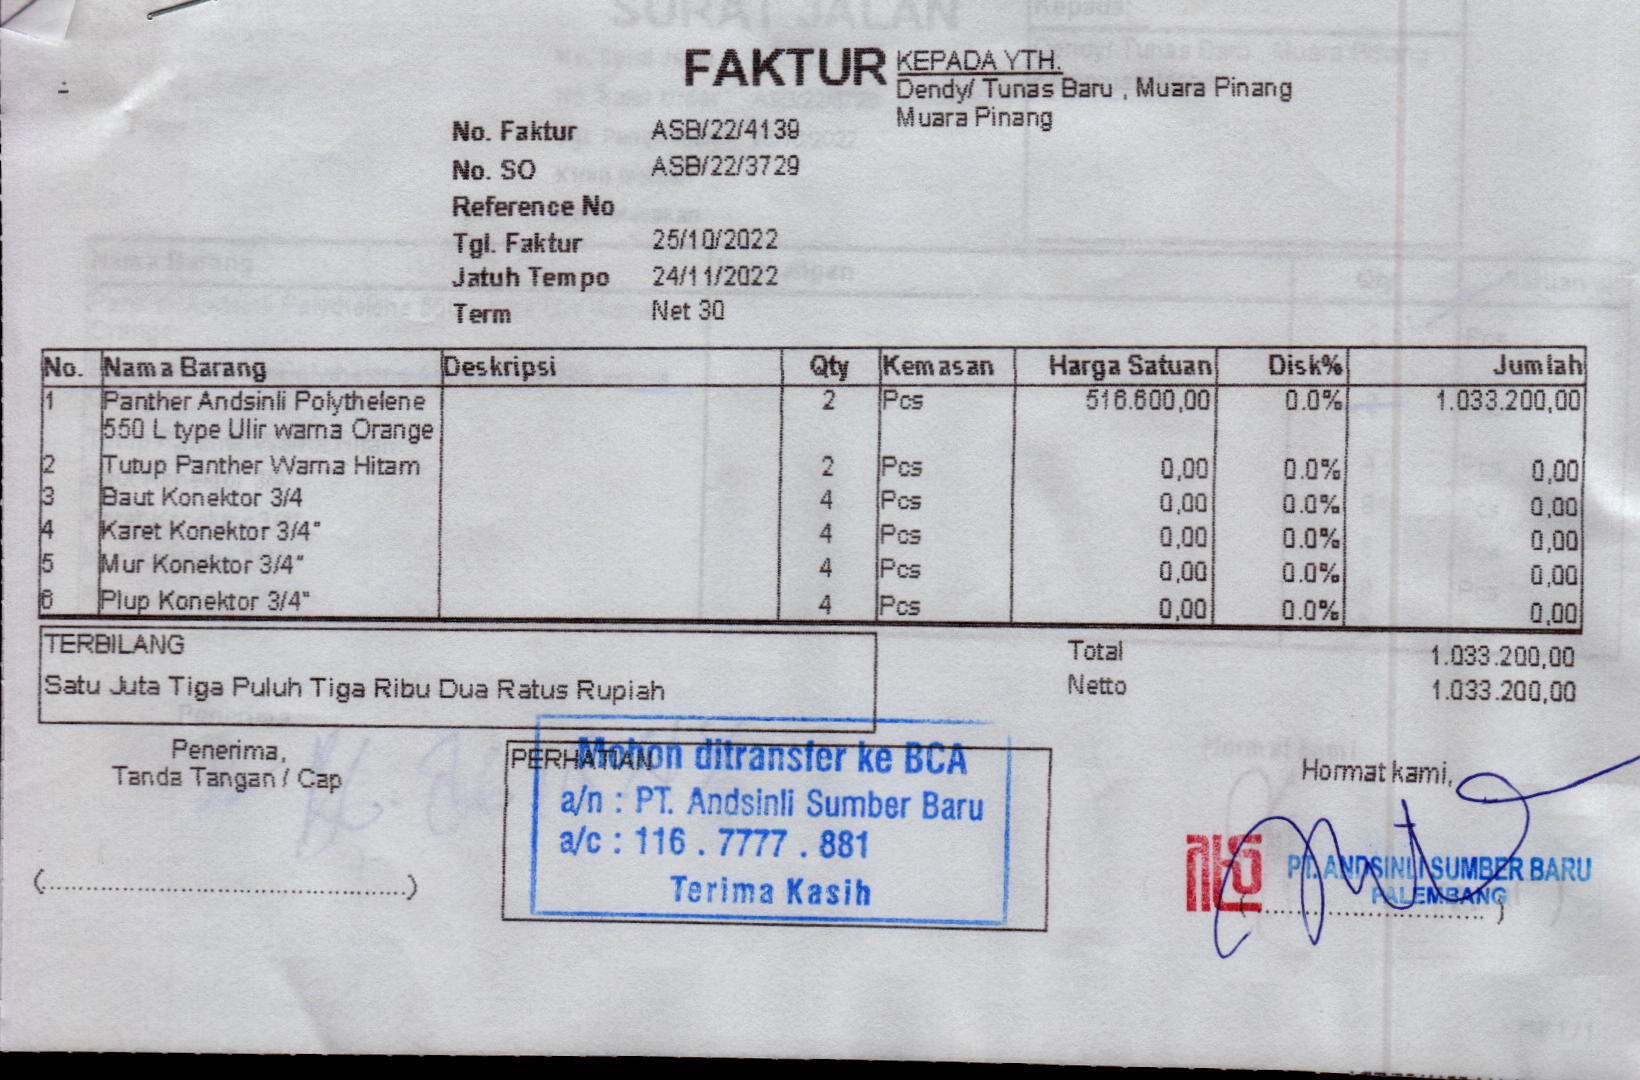 FAKTUR
KEPADA YTH.
Dendy/ Tunas Baru , Muara Pinang
Muara Pinang
No. Faktur ASB/22/4139
No. SO ASB/22/3729
Reference No
Tgl. Faktur 25/10/2022
Jatuh Tempo 24/11/2022
Term Net 30
No. Nama Barang Deskripsi Qty Kemasan Harga Satuan Disk% Jumlah
1 Panther Andsinli Polythelene 2 Pcs 516.600,00 0.0% 1.033.200,00
550 L type Ulir warna Orange
2 Tutup Panther Warna Hitam 2 Pcs 0,00 0.0% 0,00
3 Baut Konektor 3/4 4 Pcs 0,00 0.0% 0,00
4 Karet Konektor 3/4" 4 Pcs 0,00 0.0% 0,00
5 Mur Konektor 3/4" 4 Pcs 0,00 0.0% 0,00
6 Plup Konektor 3/4" 4 Pcs 0,00 0.0% 0,00
TERBILANG
Satu Juta Tiga Puluh Tiga Ribu Dua Ratus Rupiah
Total 1.033.200,00
Netto 1.033.200,00
Penerima,
Tanda Tangan / Cap
PERHATIAN
Mohon ditransfer ke BCA
a/n : PT. Andsinli Sumber Baru
a/c : 116 . 7777 . 881
Terima Kasih
Hormat kami,
PT. ANDSINLI SUMBER BARU
PALEMBANG